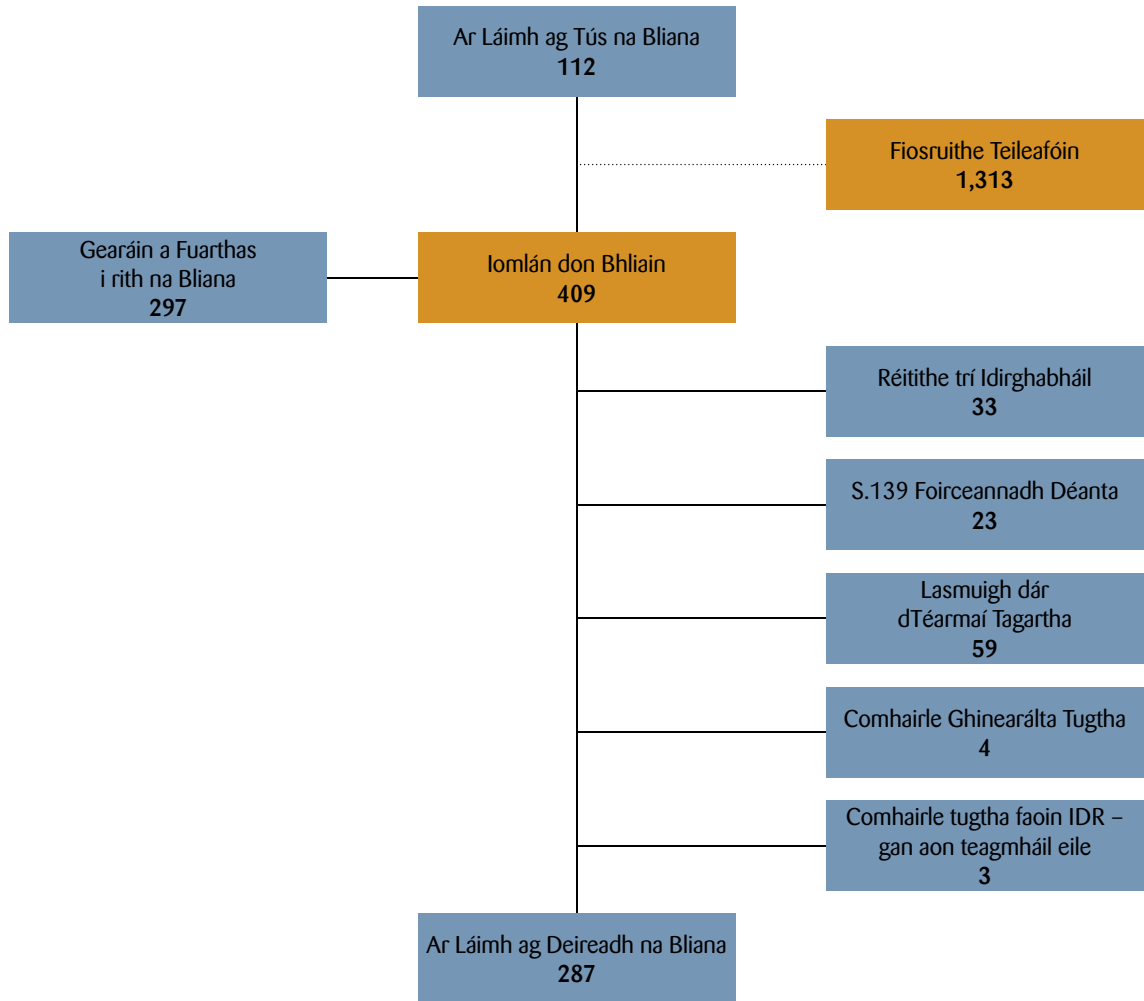 Ar Láimh ag Tús na Bliana
112
Fiosruithe Teileafóin
1,313
Gearáin a Fuarthas
i rith na Bliana
297
Iomlán don Bhliain
409
Réitithe trí Idirghabháil
33
S.139 Foirceannadh Déanta
23
Lasmuigh dár
dTéarmaí Tagartha
59
Comhairle Ghinearálta Tugtha
4
Comhairle tugtha faoin IDR –
gan aon teagmháil eile
3
Ar Láimh ag Deireadh na Bliana
287